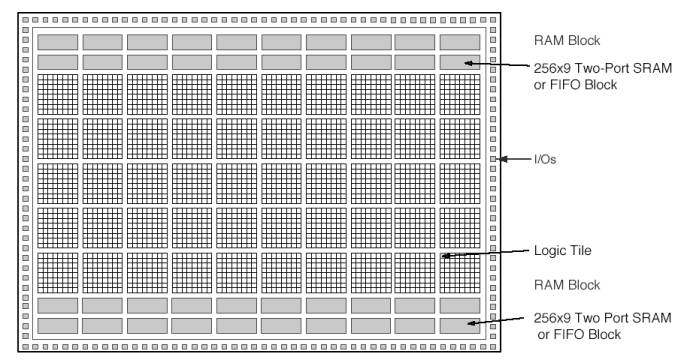 RAM Block
256x9 Two-Port SRAM
or FIFO Block
I/Os
Logic Tile
RAM Block
256x9 Two Port SRAM
or FIFO Block